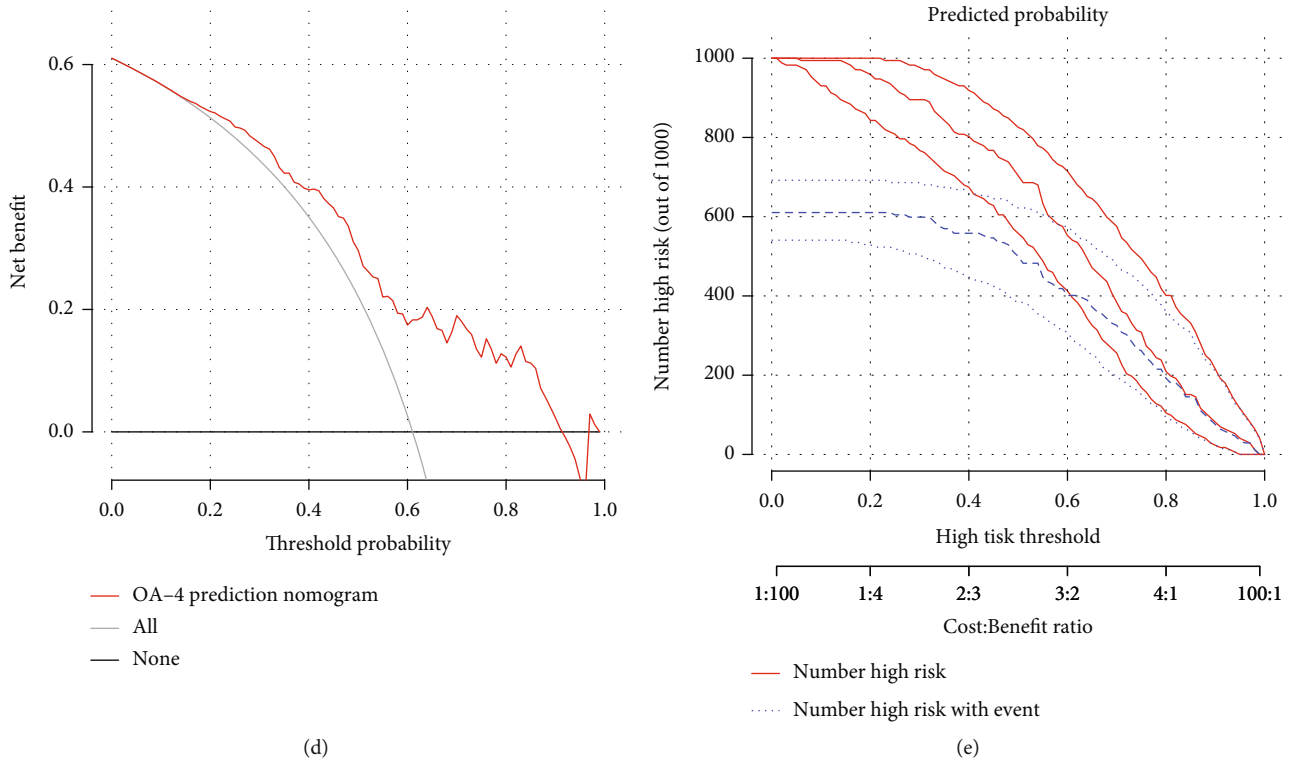 0.6
0.4
0.2
0.0
Net benefit
0.0 0.2 0.4 0.6 0.8 1.0
Threshold probability
OA–4 prediction nomogram
All
None
(d)
Predicted probability
1000
800
600
400
200
0
Number high risk (out of 1000)
0.0 0.2 0.4 0.6 0.8 1.0
High tisk threshold
1:100 1:4 2:3 3:2 4:1 100:1
Cost:Benefit ratio
Number high risk
Number high risk with event
(e)